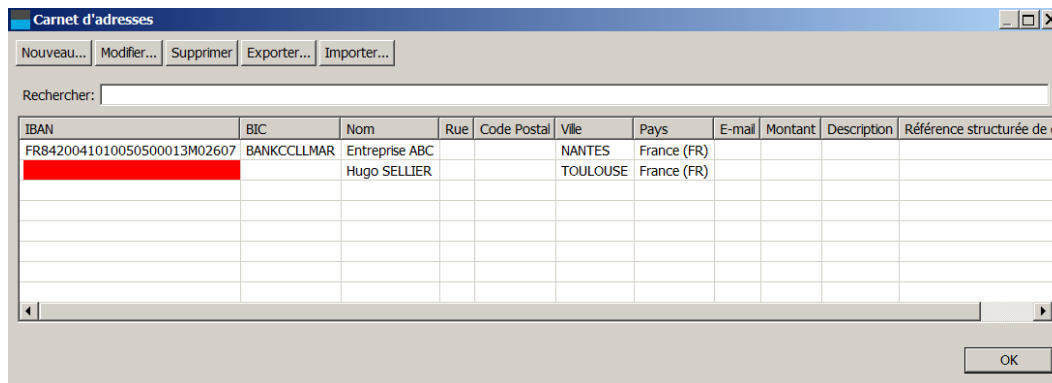 Carnet d'adresses
Nouveau... Modifier... Supprimer Exporter... Importer...
Rechercher:
IBAN BIC Nom Rue Code Postal Ville Pays E-mail Montant Description Référence structurée de
FR8420041010050500013M02607 BANKCCLLMAR Entreprise ABC NANTES France (FR)
Hugo SELLIER TOULOUSE France (FR)
OK